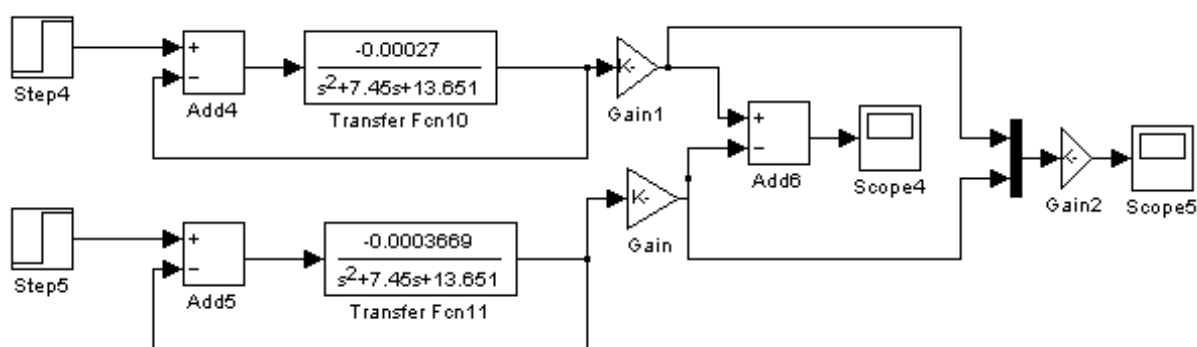 Step4
+
−
Add4
-0.00027
s2+7.45s+13.651
Transfer Fcn10
K-
Gain1
+
−
Add6
Scope4
K-
Gain
Gain2
Scope5
Step5
+
−
Add5
-0.0003669
s2+7.45s+13.651
Transfer Fcn11